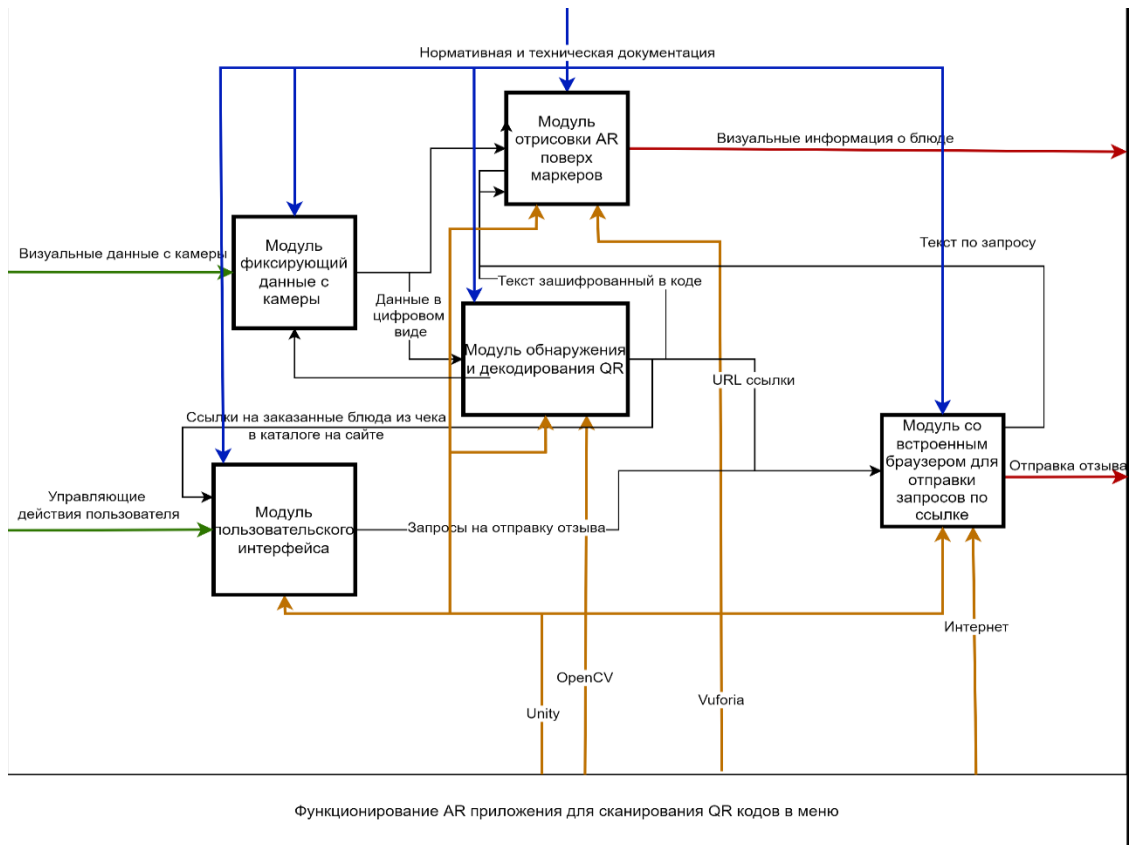 Нормативная и техническая документация
Модуль
отрисовки AR
поверх
маркеров
Визуальные информация о блюде
Визуальные данные с камеры
Модуль
фиксирующий
данные с
камеры
Текст по запросу
Данные в
цифровом
виде
Текст зашифрованный в коде
Модуль обнаружения
и декодирования QR
URL ссылки
Ссылки на заказанные блюда из чека
в каталоге на сайте
Модуль со
встроенным
браузером для
отправки
запросов по
ссылке
Отправка отзыва
Управляющие
действия пользователя
Модуль
пользовательского
интерфейса
Запросы на отправку отзыва
Интернет
OpenCV
Vuforia
Unity
Функционирование AR приложения для сканирования QR кодов в меню